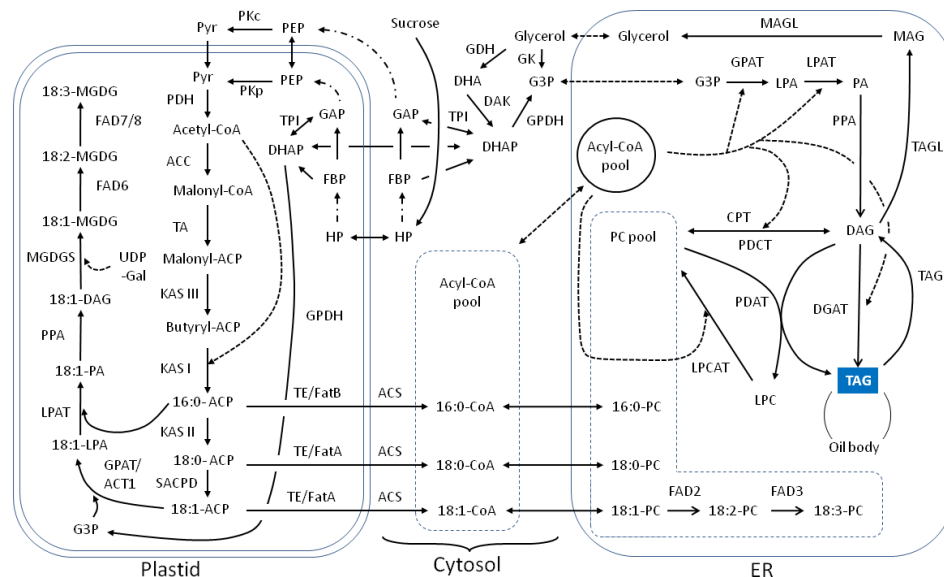 Pyr PKc PEP Sucrose Glycerol Glycerol MAGL MAG
GDH GK
Pyr PKp PEP DHA G3P G3P GPAT LPA LPAT PA
18:3-MGDG PDH DAK
FAD7/8 Acetyl-CoA TPI GAP GAP TPI GPDH PPA
DHAP DHAP Acyl-CoA pool TAGL
18:2-MGDG ACC FBP FBP
FAD6 Malonyl-CoA
18:1-MGDG TA CPT
Malonyl-ACP HP HP PC pool PDCT DAG
MGDGS UDP
-Gal
18:1-DAG KAS III GPDH Acyl-CoA
pool PDAT DGAT TAG
Butyryl-ACP
PPA
18:1-PA KAS I LPCAT LPC TAG
16:0-ACP TE/FatB ACS 16:0-CoA 16:0-PC
LPAT KAS II
18:1-LPA Oil body
18:0- ACP TE/FatA ACS 18:0-CoA 18:0-PC
GPAT/
ACT1 SACPD
18:1-ACP TE/FatA ACS 18:1-CoA 18:1-PC FAD2 18:2-PC FAD3 18:3-PC
G3P
Plastid Cytosol ER